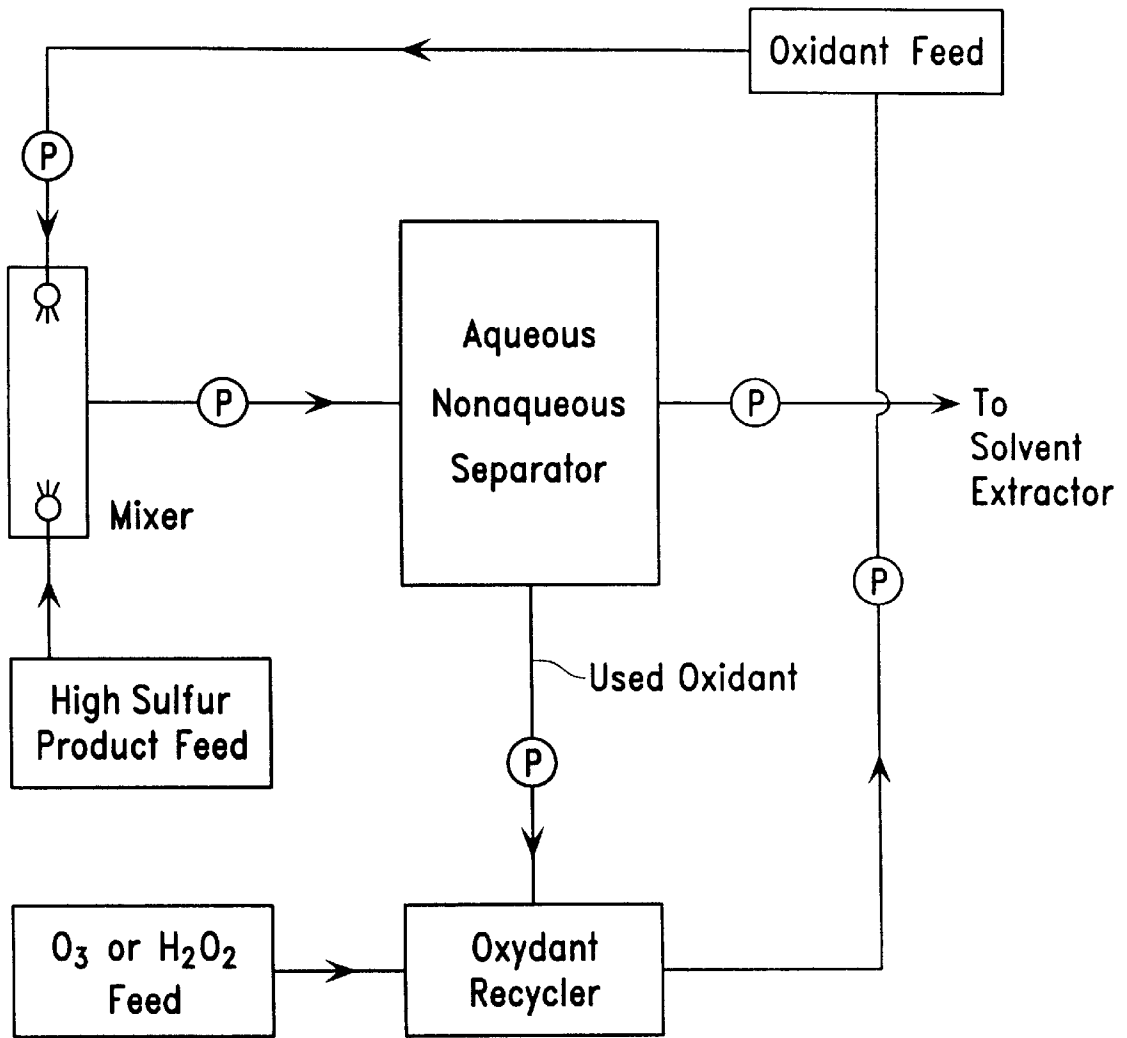 Oxidant Feed
P
Aqueous
Nonaqueous
Separator
P
P
To
Solvent
Extractor
Mixer
P
High Sulfur
Product Feed
Used Oxidant
P
O₃ or H₂O₂
Feed
Oxydant
Recycler